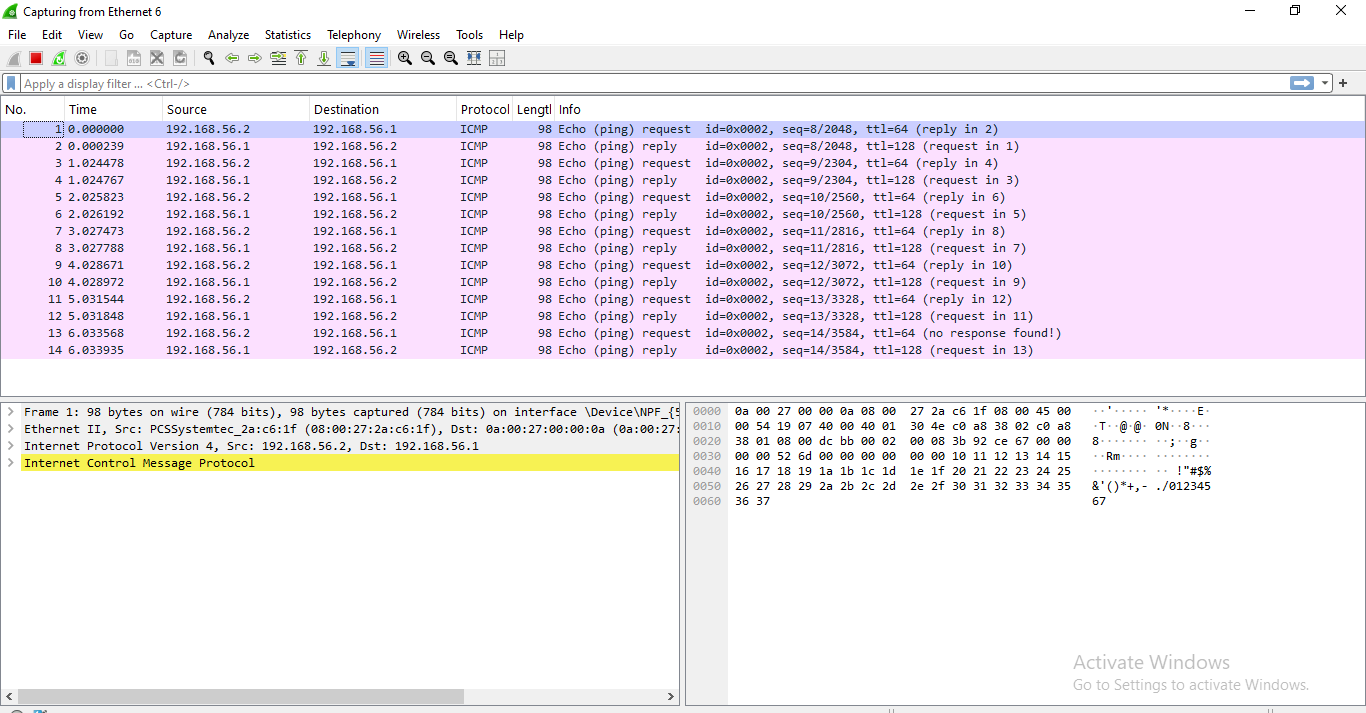 Capturing from Ethernet 6
File Edit View Go Capture Analyze Statistics Telephony Wireless Tools Help
Apply a display filter ... <Ctrl-/>
No. Time Source Destination Protocol Lengtl Info
1 0.000000 192.168.56.2 192.168.56.1 ICMP 98 Echo (ping) request id=0x0002, seq=8/2048, ttl=64 (reply in 2)
2 0.000239 192.168.56.1 192.168.56.2 ICMP 98 Echo (ping) reply id=0x0002, seq=8/2048, ttl=128 (request in 1)
3 1.024478 192.168.56.2 192.168.56.1 ICMP 98 Echo (ping) request id=0x0002, seq=9/2304, ttl=64 (reply in 4)
4 1.024767 192.168.56.1 192.168.56.2 ICMP 98 Echo (ping) reply id=0x0002, seq=9/2304, ttl=128 (request in 3)
5 2.025823 192.168.56.2 192.168.56.1 ICMP 98 Echo (ping) request id=0x0002, seq=10/2560, ttl=64 (reply in 6)
6 2.026192 192.168.56.1 192.168.56.2 ICMP 98 Echo (ping) reply id=0x0002, seq=10/2560, ttl=128 (request in 5)
7 3.027473 192.168.56.2 192.168.56.1 ICMP 98 Echo (ping) request id=0x0002, seq=11/2816, ttl=64 (reply in 8)
8 3.027788 192.168.56.1 192.168.56.2 ICMP 98 Echo (ping) reply id=0x0002, seq=11/2816, ttl=128 (request in 7)
9 4.028671 192.168.56.2 192.168.56.1 ICMP 98 Echo (ping) request id=0x0002, seq=12/3072, ttl=64 (reply in 10)
10 4.028972 192.168.56.1 192.168.56.2 ICMP 98 Echo (ping) reply id=0x0002, seq=12/3072, ttl=128 (request in 9)
11 5.031544 192.168.56.2 192.168.56.1 ICMP 98 Echo (ping) request id=0x0002, seq=13/3328, ttl=64 (reply in 12)
12 5.031848 192.168.56.1 192.168.56.2 ICMP 98 Echo (ping) reply id=0x0002, seq=13/3328, ttl=128 (request in 11)
13 6.033568 192.168.56.2 192.168.56.1 ICMP 98 Echo (ping) request id=0x0002, seq=14/3584, ttl=64 (no response found!)
14 6.033935 192.168.56.1 192.168.56.2 ICMP 98 Echo (ping) reply id=0x0002, seq=14/3584, ttl=128 (request in 13)
Frame 1: 98 bytes on wire (784 bits), 98 bytes captured (784 bits) on interface \Device\NPF_{5
Ethernet II, Src: PCSSystemtec_2a:c6:1f (08:00:27:2a:c6:1f), Dst: 0a:00:27:00:00:0a (0a:00:27:
Internet Protocol Version 4, Src: 192.168.56.2, Dst: 192.168.56.1
Internet Control Message Protocol
0000 0a 00 27 00 00 0a 08 00 27 2a c6 1f 08 00 45 00 ··'····· '*····E·
0010 00 54 19 07 40 00 40 01 30 4e c0 a8 38 02 c0 a8 ·T··@·@· 0N··8···
0020 38 01 08 00 dc bb 00 02 00 08 3b 92 ce 67 00 00 8······· ··;··g··
0030 00 00 52 6d 00 00 00 00 00 00 10 11 12 13 14 15 ··Rm···· ········
0040 16 17 18 19 1a 1b 1c 1d 1e 1f 20 21 22 23 24 25 ········ ·· !"#$%
0050 26 27 28 29 2a 2b 2c 2d 2e 2f 30 31 32 33 34 35 &'()*+,- ./012345
0060 36 37 67
Activate Windows
Go to Settings to activate Windows.